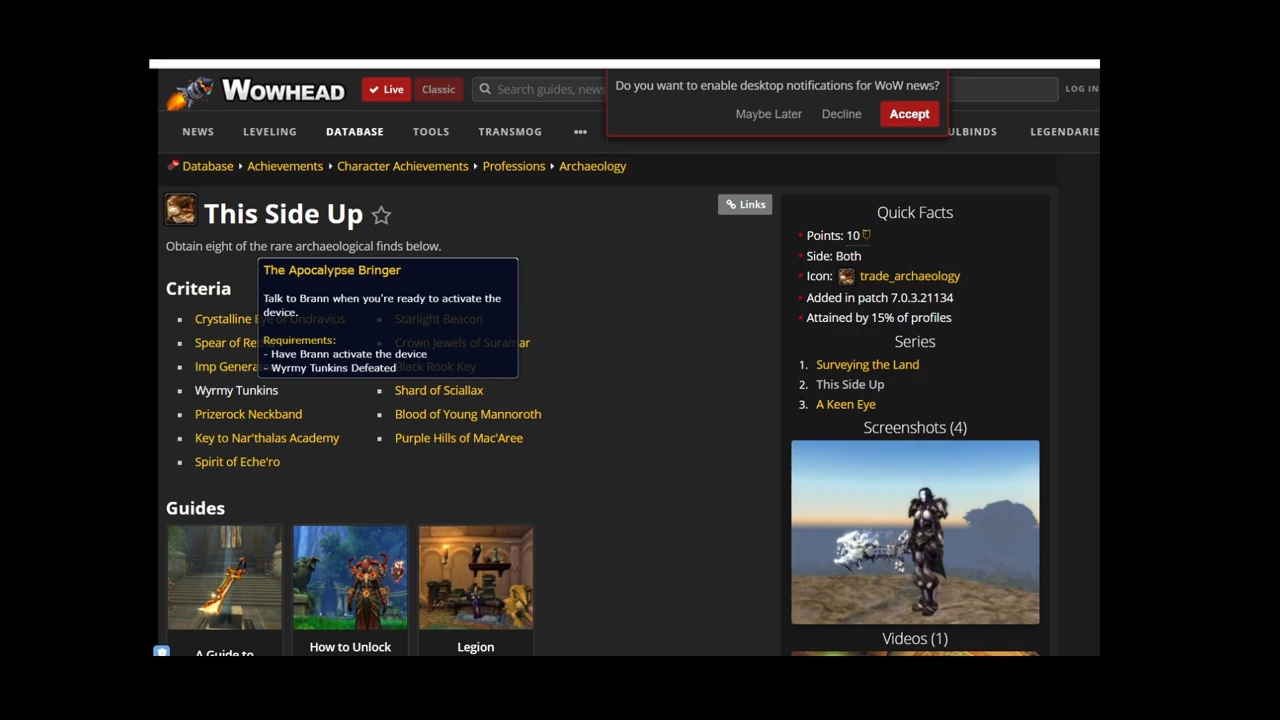 WOWHEAD
Live
Classic
Search guides, news
Do you want to enable desktop notifications for WoW news?
Maybe Later
Decline
Accept
LOG IN
NEWS
LEVELING
DATABASE
TOOLS
TRANSMOG
•••
Database
Achievements
Character Achievements
Professions
Archaeology
This Side Up
Links
Obtain eight of the rare archaeological finds below.
Criteria
Crystalline Eye of Undravius
Spear of
Imp
Wyrmy Tunkins
Prizerock Neckband
Key to Nar'thalas Academy
Spirit of Eche'ro
Starlight Beacon
Crown Jewels of Suramar
Black Rook Key
Shard of Sciallax
Blood of Young Mannoroth
Purple Hills of Mac'Aree
The Apocalypse Bringer
Talk to Brann when you're ready to activate the
device.
Requirements:
- Have Brann activate the device
- Wyrmy Tunkins Defeated
Guides
A Guide to
How to Unlock
Legion
Quick Facts
Points: 10
Side: Both
Icon: trade_archaeology
Added in patch 7.0.3.21134
Attained by 15% of profiles
Series
1. Surveying the Land
2. This Side Up
3. A Keen Eye
Screenshots (4)
Videos (1)